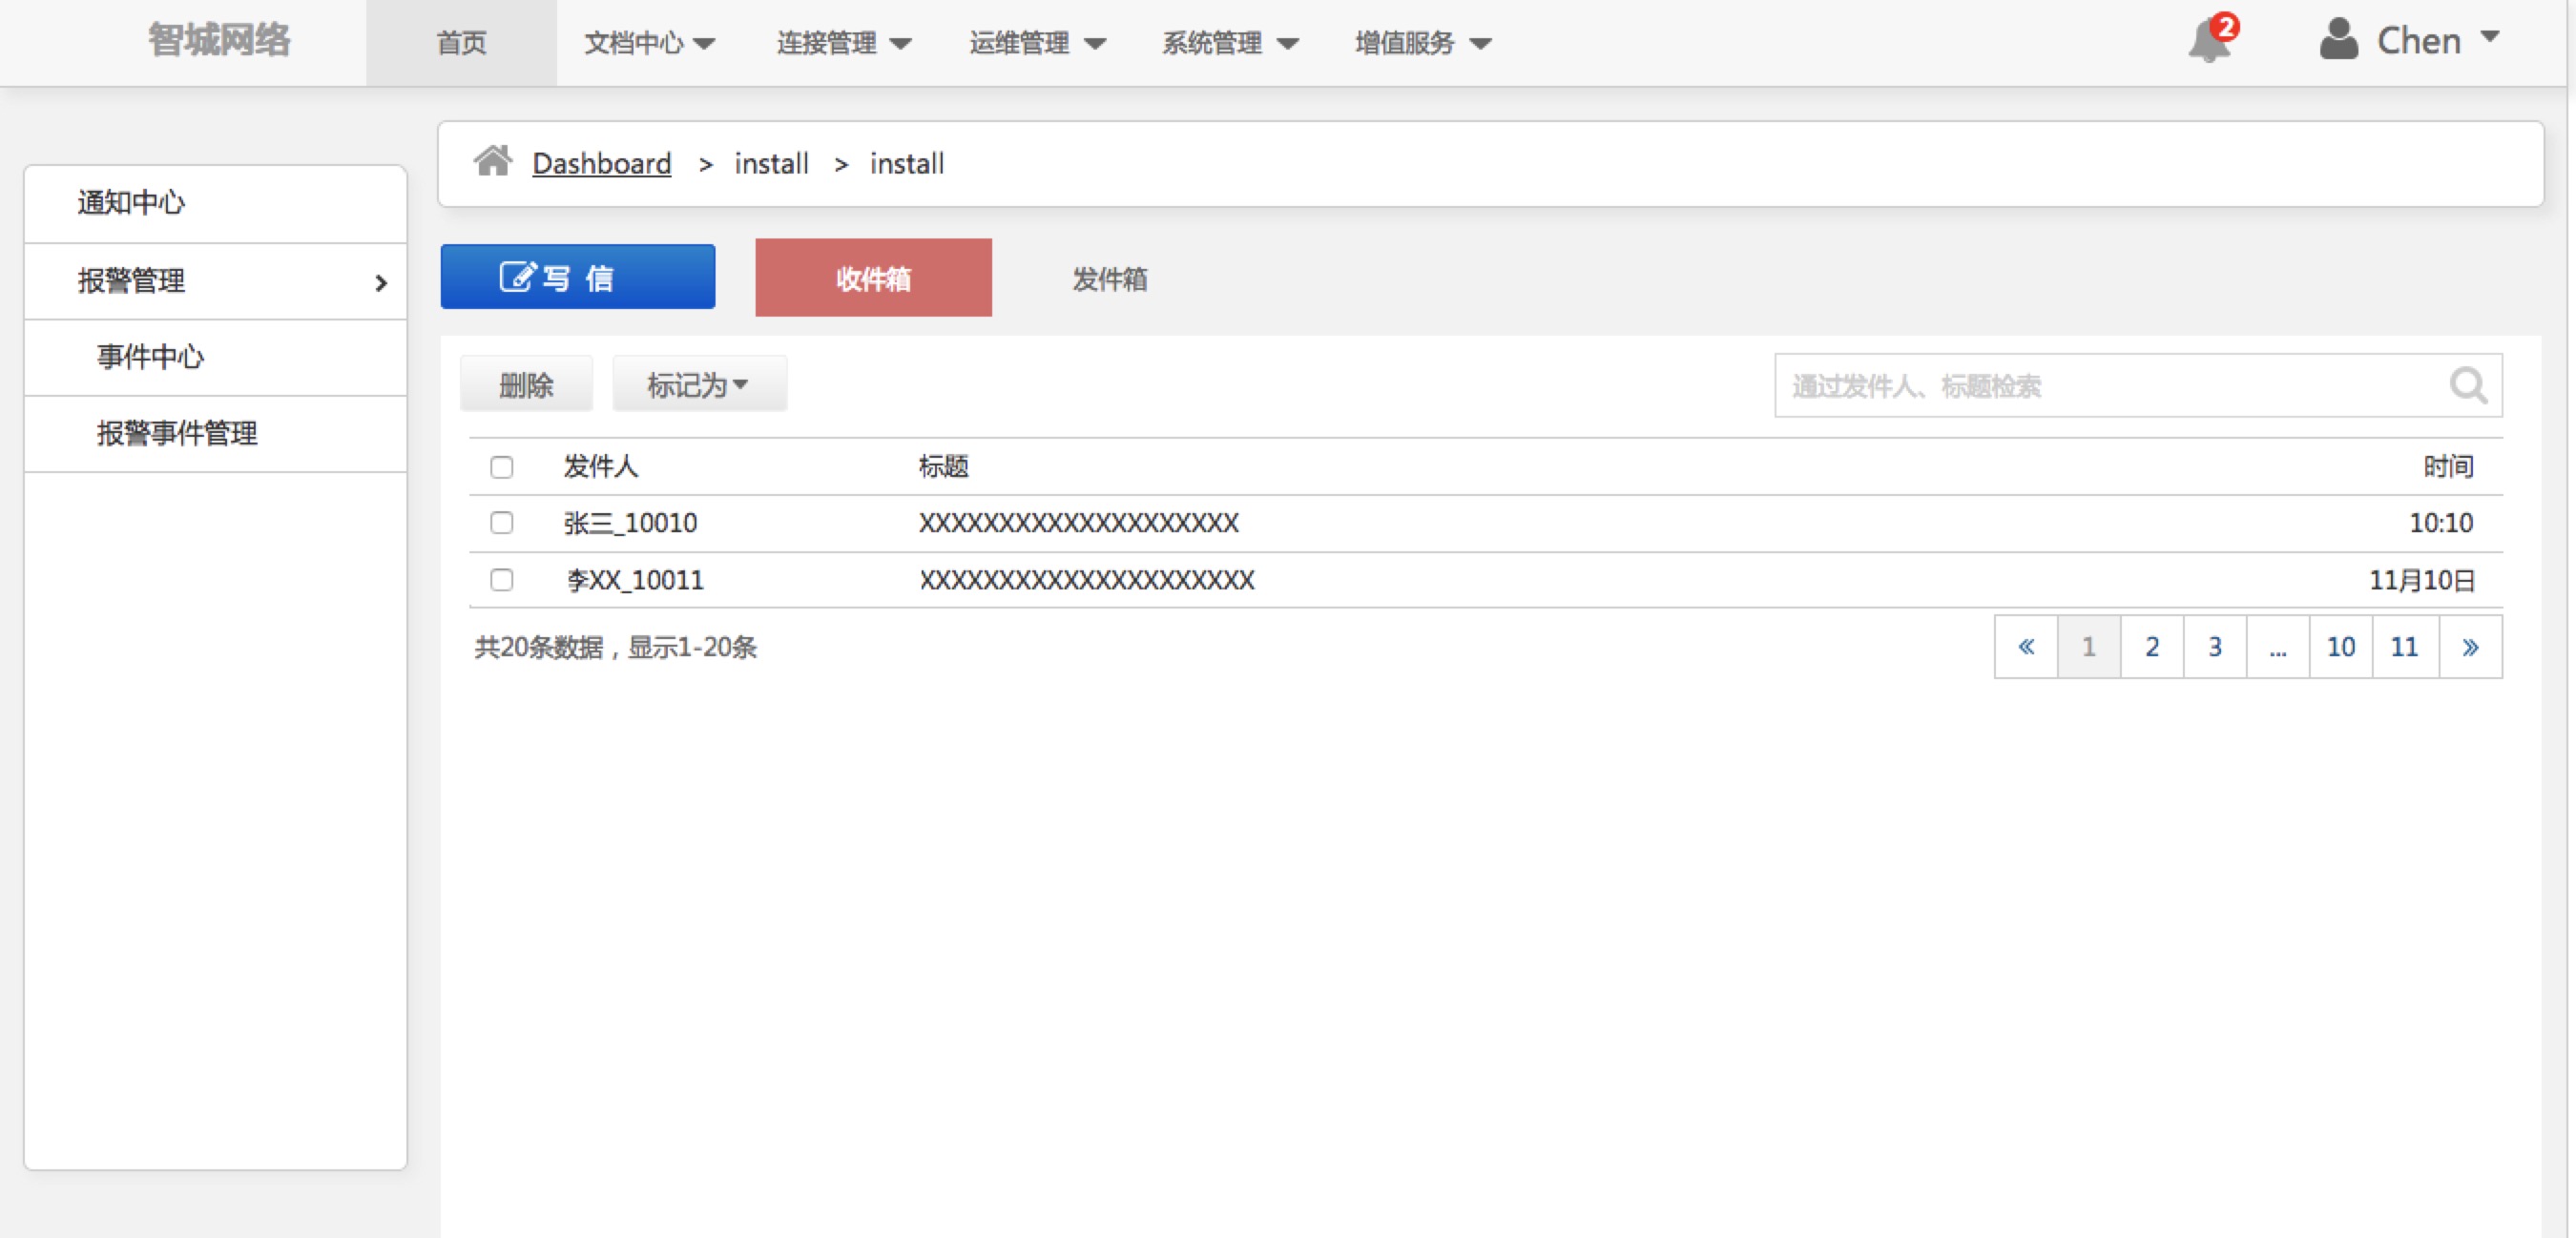 智城网络 首页 文档中心 连接管理 运维管理 系统管理 增值服务 2 Chen
Dashboard > install > install
通知中心
报警管理
事件中心
报警事件管理
写 信 收件箱 发件箱
删除 标记为 通过发件人、标题检索
发件人 标题 时间
张三_10010 XXXXXXXXXXXXXXXXXXXX 10:10
李XX_10011 XXXXXXXXXXXXXXXXXXXXX 11月10日
共20条数据，显示1-20条 « 1 2 3 ... 10 11 »